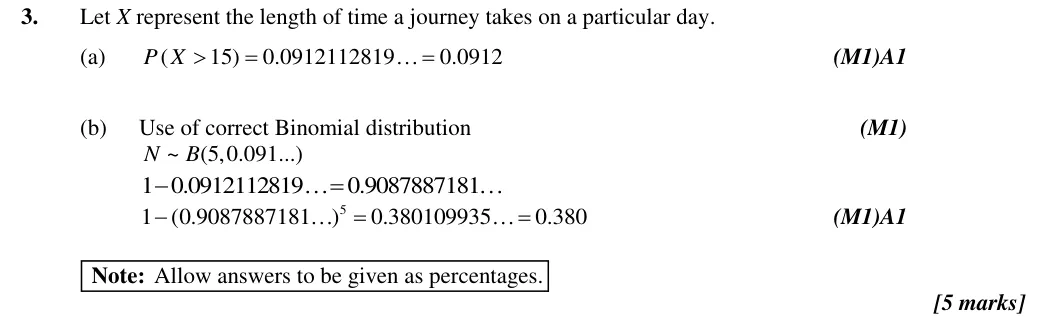 3. Let X represent the length of time a journey takes on a particular day.
(a) P(X > 15) = 0.0912112819… = 0.0912 (M1)A1
(b) Use of correct Binomial distribution (M1)
N ~ B(5,0.091...)
1−0.0912112819…=0.9087887181…
1−(0.9087887181…)⁵ = 0.380109935… = 0.380 (M1)A1
Note: Allow answers to be given as percentages.
[5 marks]